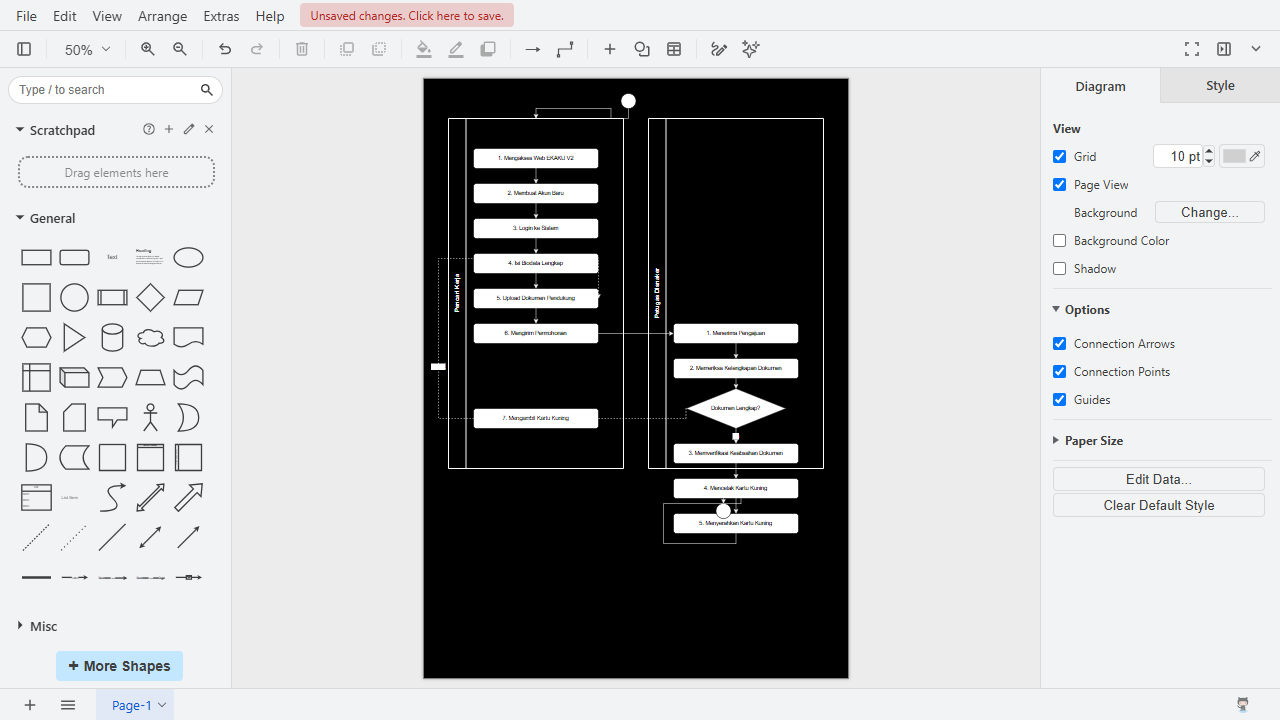 File Edit View Arrange Extras Help Unsaved changes. Click here to save.
50%
Type / to search
Scratchpad
Drag elements here
General
Text
Heading
List Item
Misc
+ More Shapes
Page-1
1. Mengakses Web EKAKU V2
2. Membuat Akun Baru
3. Login ke Sistem
4. Isi Biodata Lengkap
5. Upload Dokumen Pendukung
6. Mengirim Permohonan
7. Mengambil Kartu Kuning
Pencari Kerja
Petugas Disnaker
1. Menerima Pengajuan
2. Memeriksa Kelengkapan Dokumen
Dokumen Lengkap?
3. Memverifikasi Keabsahan Dokumen
4. Mencetak Kartu Kuning
5. Menyerahkan Kartu Kuning
Diagram Style
View
Grid 10 pt
Page View
Background Change...
Background Color
Shadow
Options
Connection Arrows
Connection Points
Guides
Paper Size
Edit Data...
Clear Default Style